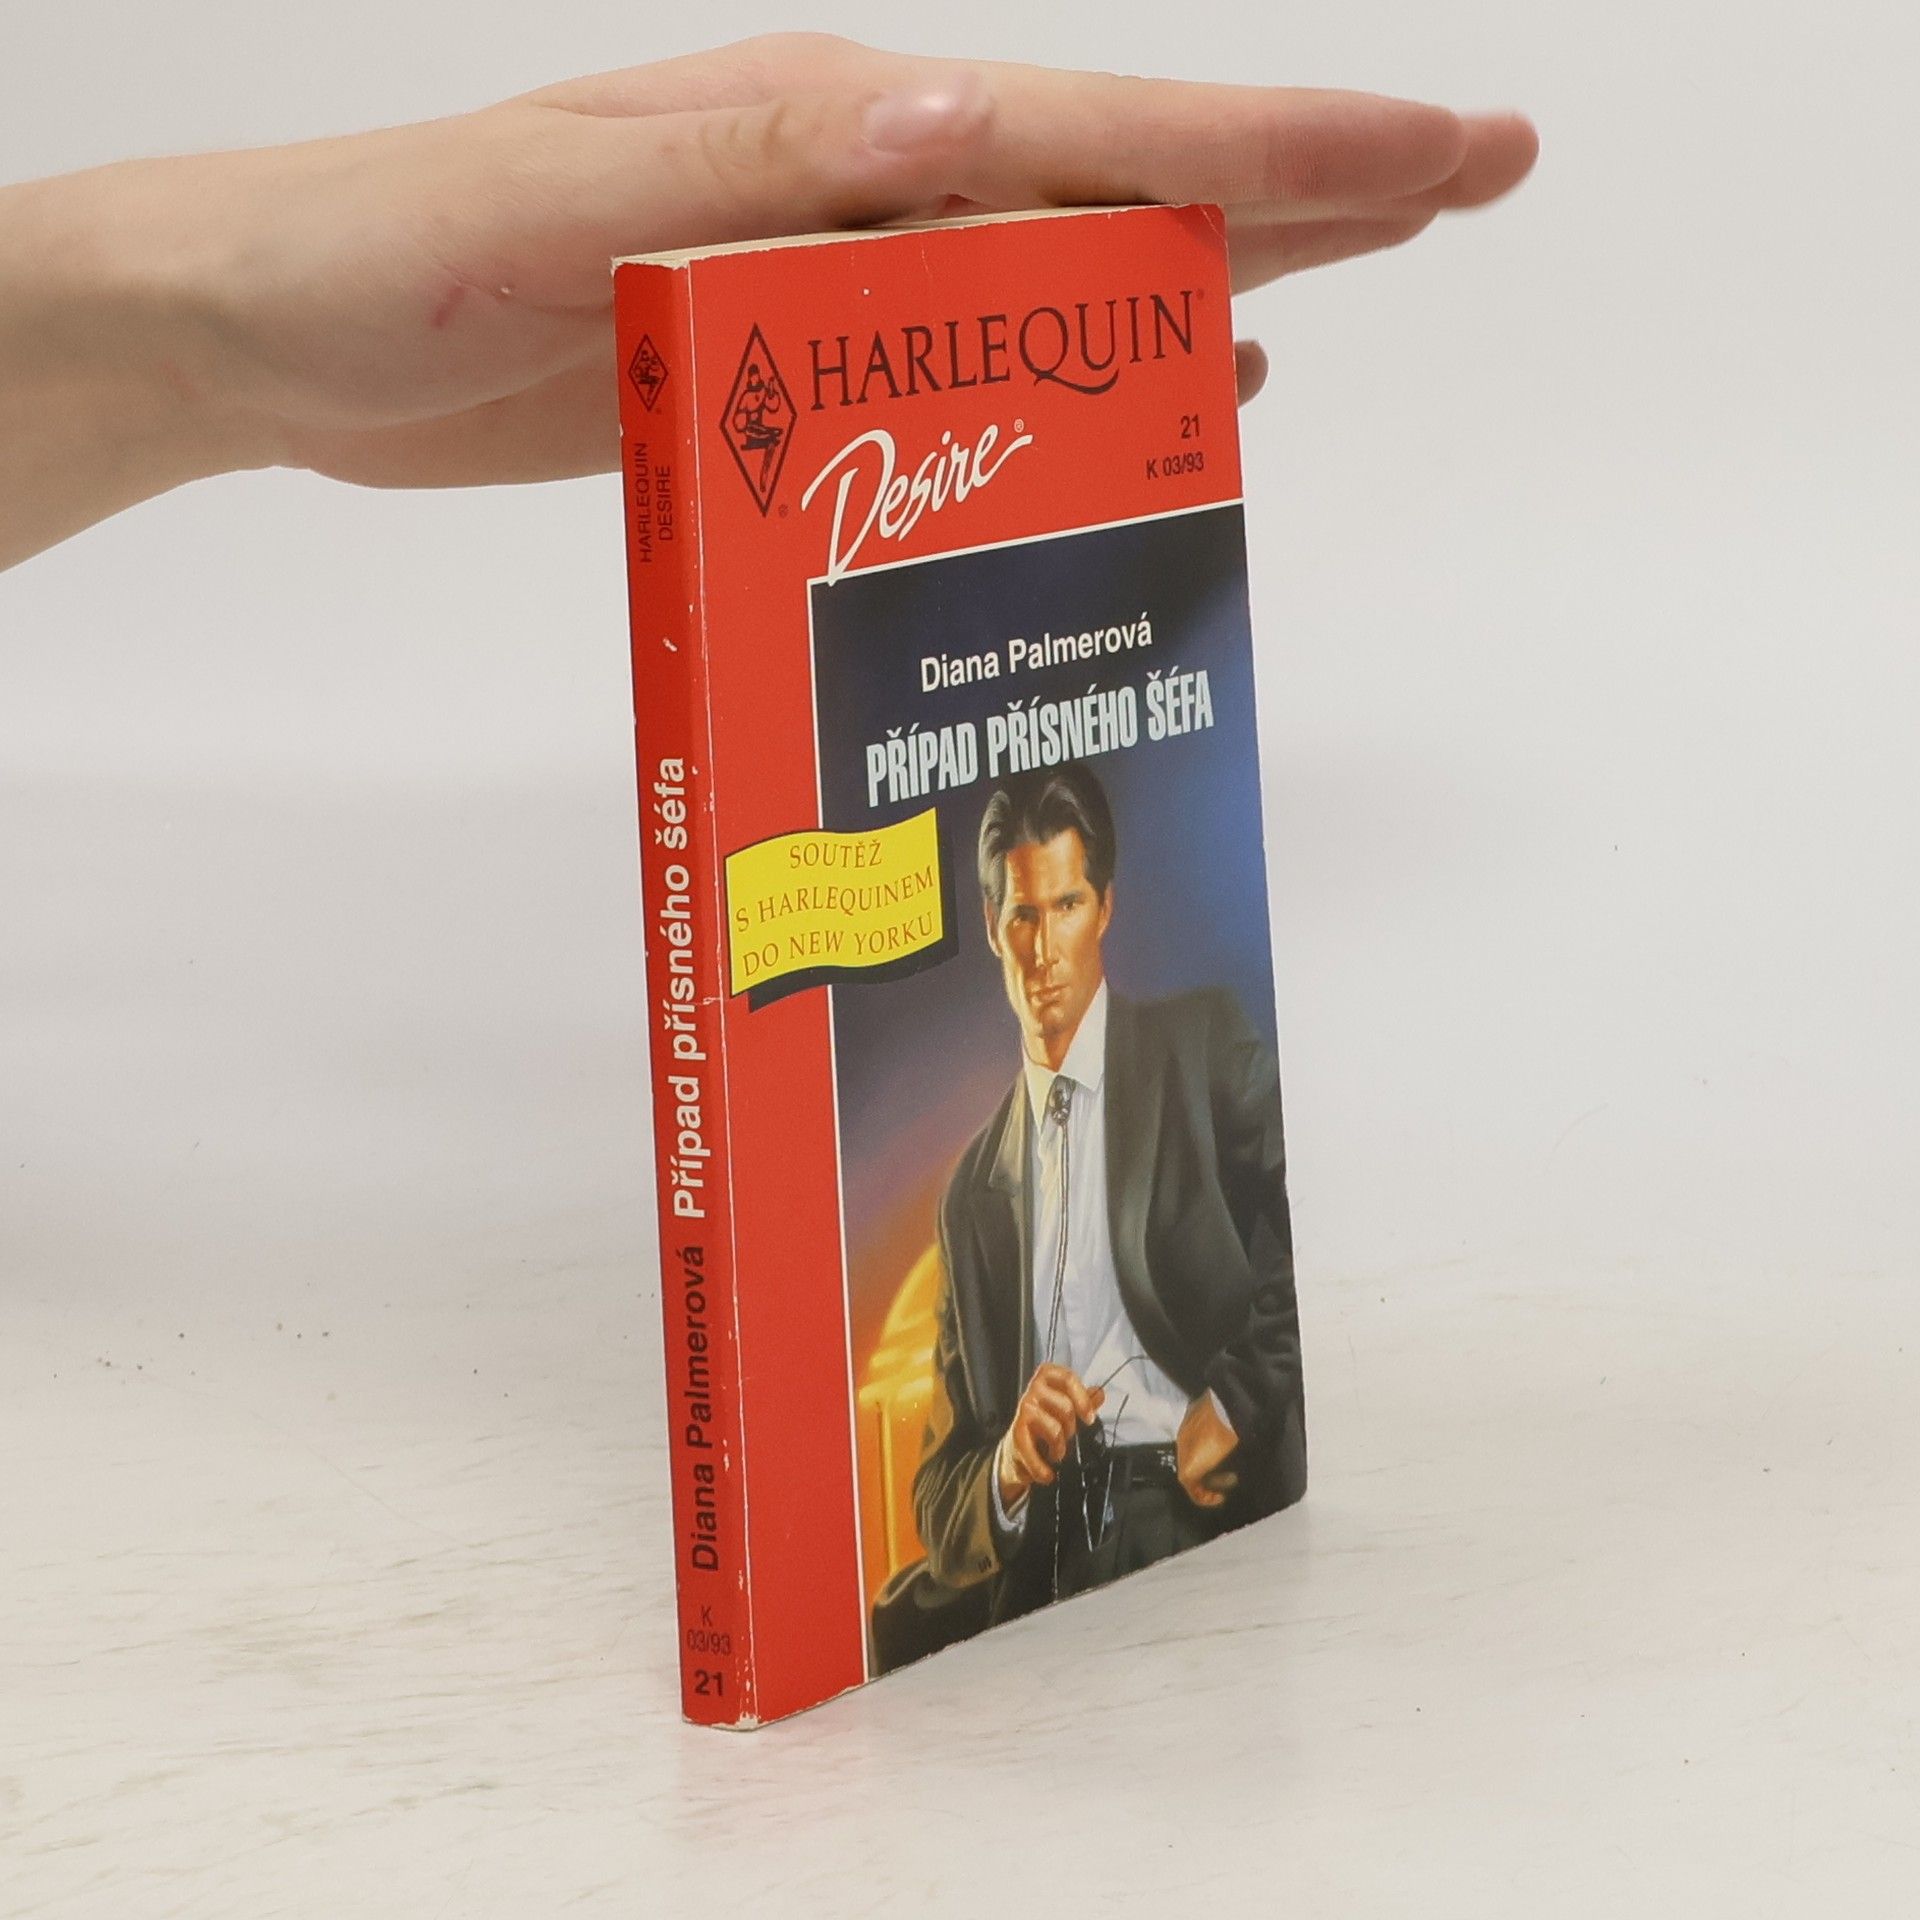 HARLEQUIN
Desire
21
K 03/93
Diana Palmerová
PŘÍPAD PŘÍSNÉHO ŠÉFA
SOUTĚŽ
S HARLEQUINEM
DO NEW YORKU
HARLEQUIN
DESIRE
Diana Palmerová Případ přísného šéfa
K
03/93
21